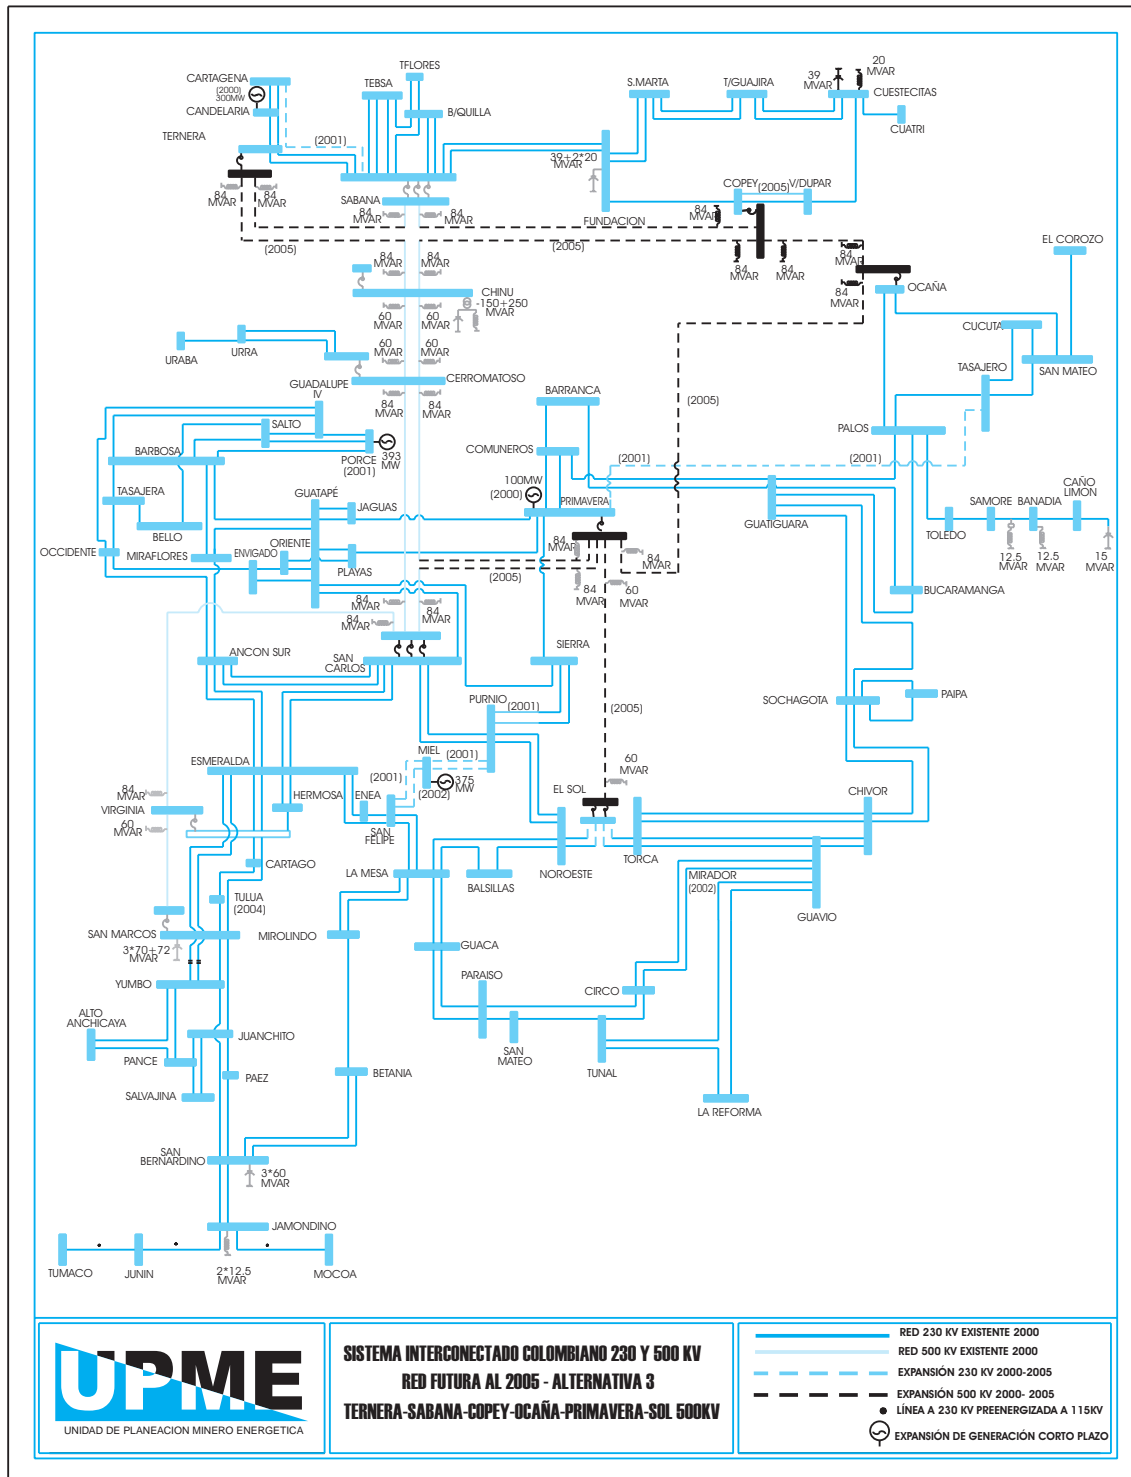 TFLORES
CARTAGENA
(2000)
300MW
CANDELARIA
TERNERA
TEBSA
B/QUILLA
(2001)
S.MARTA
T/GUAJIRA
39
MVAR
20
MVAR
CUESTECITAS
CUATRI
39+2*20
MVAR
COPEY
(2005)
V/DUPAR
FUNDACION
84
MVAR
84
MVAR
SABANA
84
MVAR
84
MVAR
84
MVAR
(2005)
(2005)
84
MVAR
84
MVAR
84
MVAR
84
MVAR
EL COROZO
OCAÑA
84
MVAR
84
MVAR
CHINU
-150+250
MVAR
60
MVAR
60
MVAR
CUCUTA
SAN MATEO
TASAJERO
URABA
URRA
60
MVAR
60
MVAR
CERROMATOSO
84
MVAR
84
MVAR
GUADALUPE
IV
SALTO
BARRANCA
(2005)
PALOS
BARBOSA
PORCE
(2001)
393
MW
COMUNEROS
(2001)
(2001)
TASAJERA
BELLO
GUATAPÉ
JAGUAS
100MW
(2000)
PRIMAVERA
GUATIGUARA
CAÑO
LIMON
SAMORE
BANADIA
TOLEDO
12.5
MVAR
12.5
MVAR
15
MVAR
OCCIDENTE
MIRAFLORES
ENVIGADO
ORIENTE
PLAYAS
(2005)
84
MVAR
84
MVAR
84
MVAR
60
MVAR
BUCARAMANGA
84
MVAR
84
MVAR
84
MVAR
ANCON SUR
SAN
CARLOS
SIERRA
PURNIO
(2001)
(2005)
SOCHAGOTA
PAIPA
MIEL
(2001)
375
MW
(2002)
60
MVAR
ESMERALDA
HERMOSA
(2001)
ENEA
SAN
FELIPE
EL SOL
CHIVOR
84
MVAR
VIRGINIA
60
MVAR
CARTAGO
LA MESA
BALSILLAS
NOROESTE
TORCA
MIRADOR
(2002)
GUAVIO
TULUA
(2004)
SAN MARCOS
3*70+72
MVAR
MIROLINDO
GUACA
YUMBO
PARAISO
CIRCO
ALTO
ANCHICAYA
JUANCHITO
PANCE
SAN
MATEO
TUNAL
PAEZ
BETANIA
SALVAJINA
LA REFORMA
SAN
BERNARDINO
3*60
MVAR
JAMONDINO
TUMACO
JUNIN
2*12.5
MVAR
MOCOA
UPME
UNIDAD DE PLANEACION MINERO ENERGETICA
SISTEMA INTERCONECTADO COLOMBIANO 230 Y 500 KV
RED FUTURA AL 2005 - ALTERNATIVA 3
TERNERA-SABANA-COPEY-OCAÑA-PRIMAVERA-SOL 500KV
RED 230 KV EXISTENTE 2000
RED 500 KV EXISTENTE 2000
EXPANSIÓN 230 KV 2000-2005
EXPANSIÓN 500 KV 2000- 2005
LÍNEA A 230 KV PREENERGIZADA A 115KV
EXPANSIÓN DE GENERACIÓN CORTO PLAZO